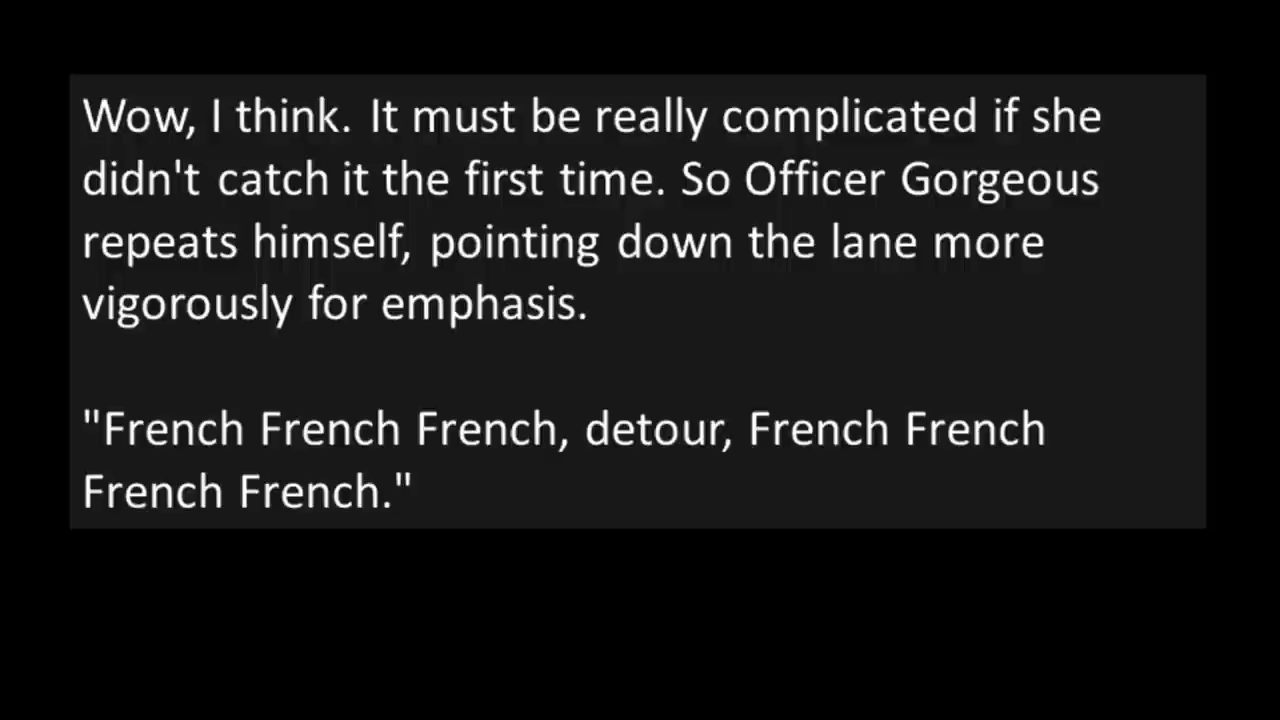 Wow, I think. It must be really complicated if she
didn't catch it the first time. So Officer Gorgeous
repeats himself, pointing down the lane more
vigorously for emphasis.
"French French French, detour, French French
French French."